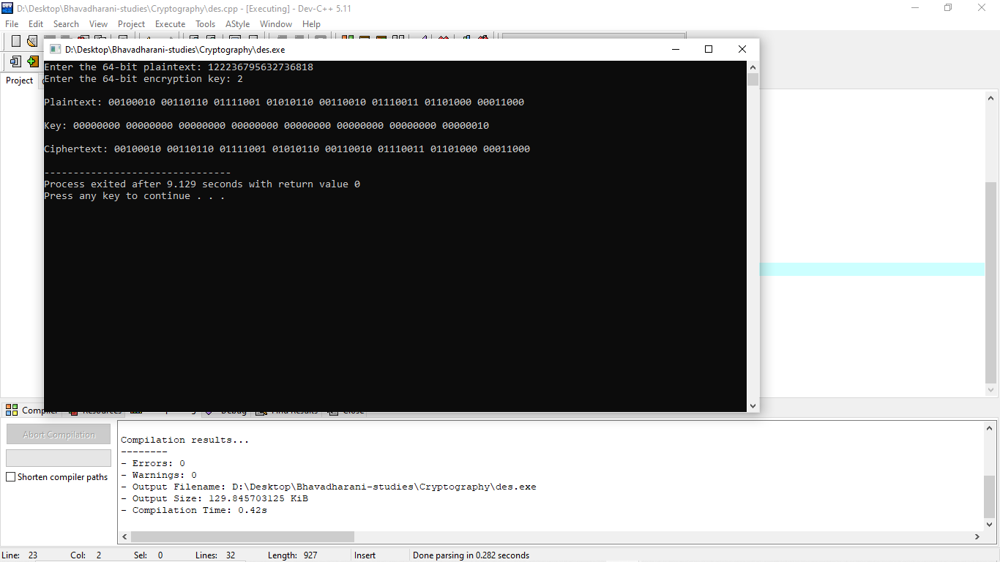 D:\Desktop\Bhavadharani-studies\Cryptography\des.cpp - [Executing] - Dev-C++ 5.11
File Edit Search View Project Execute Tools AStyle Window Help
D:\Desktop\Bhavadharani-studies\Cryptography\des.exe
Project
Enter the 64-bit plaintext: 122236795632736818
Enter the 64-bit encryption key: 2
Plaintext: 00100010 00110110 01111001 01010110 00110010 01110011 01101000 00011000
Key: 00000000 00000000 00000000 00000000 00000000 00000000 00000000 00000010
Ciphertext: 00100010 00110110 01111001 01010110 00110010 01110011 01101000 00011000
--------------------------------
Process exited after 9.129 seconds with return value 0
Press any key to continue . . .
Compiler Resources Debug Find Results Close
Abort Compilation
Shorten compiler paths
Compilation results...
--------
- Errors: 0
- Warnings: 0
- Output Filename: D:\Desktop\Bhavadharani-studies\Cryptography\des.exe
- Output Size: 129.845703125 KiB
- Compilation Time: 0.42s
Line: 23 Col: 2 Sel: 0 Lines: 32 Length: 927 Insert Done parsing in 0.282 seconds